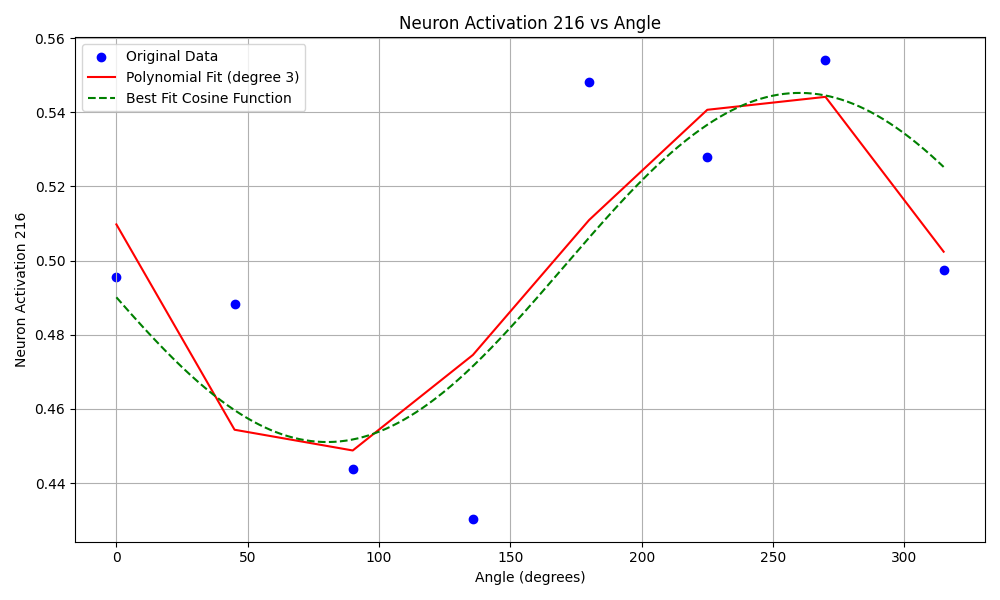 Neuron Activation 216 vs Angle
Original Data
Polynomial Fit (degree 3)
Best Fit Cosine Function
Neuron Activation 216
0.56
0.54
0.52
0.50
0.48
0.46
0.44
0
50
100
150
200
250
300
Angle (degrees)